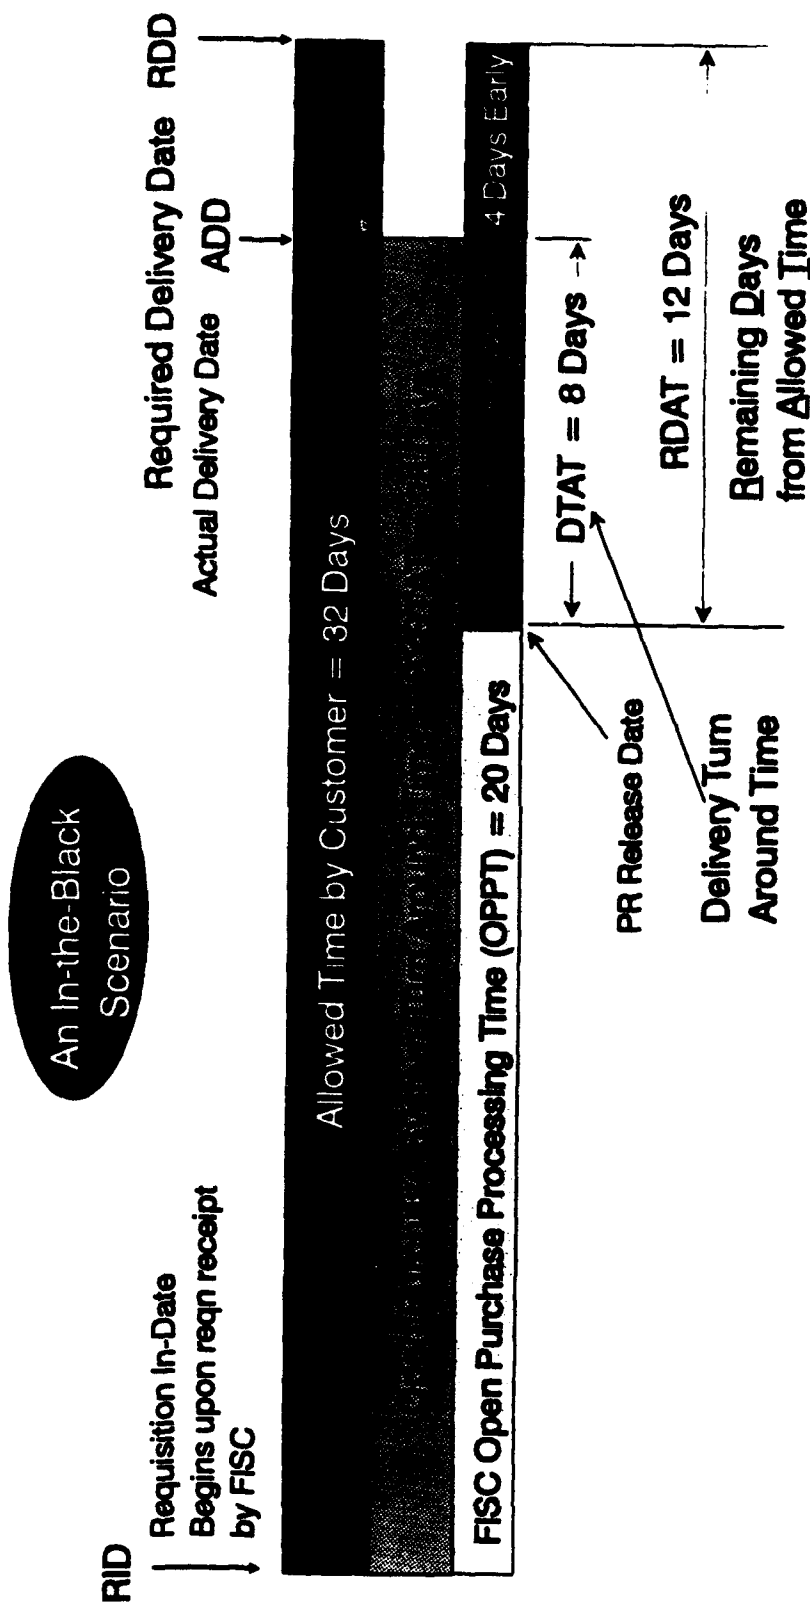 An In-the-Black
Scenario
RID
Requisition In-Date
Begins upon reqn receipt
by FISC
Required Delivery Date RDD
Actual Delivery Date ADD
Allowed Time by Customer = 32 Days
FISC Open Purchase Processing Time (OPPT) = 20 Days
4 Days Early
PR Release Date
DTAT = 8 Days
Delivery Turn
Around Time
RDAT = 12 Days
Remaining Days
from Allowed Time